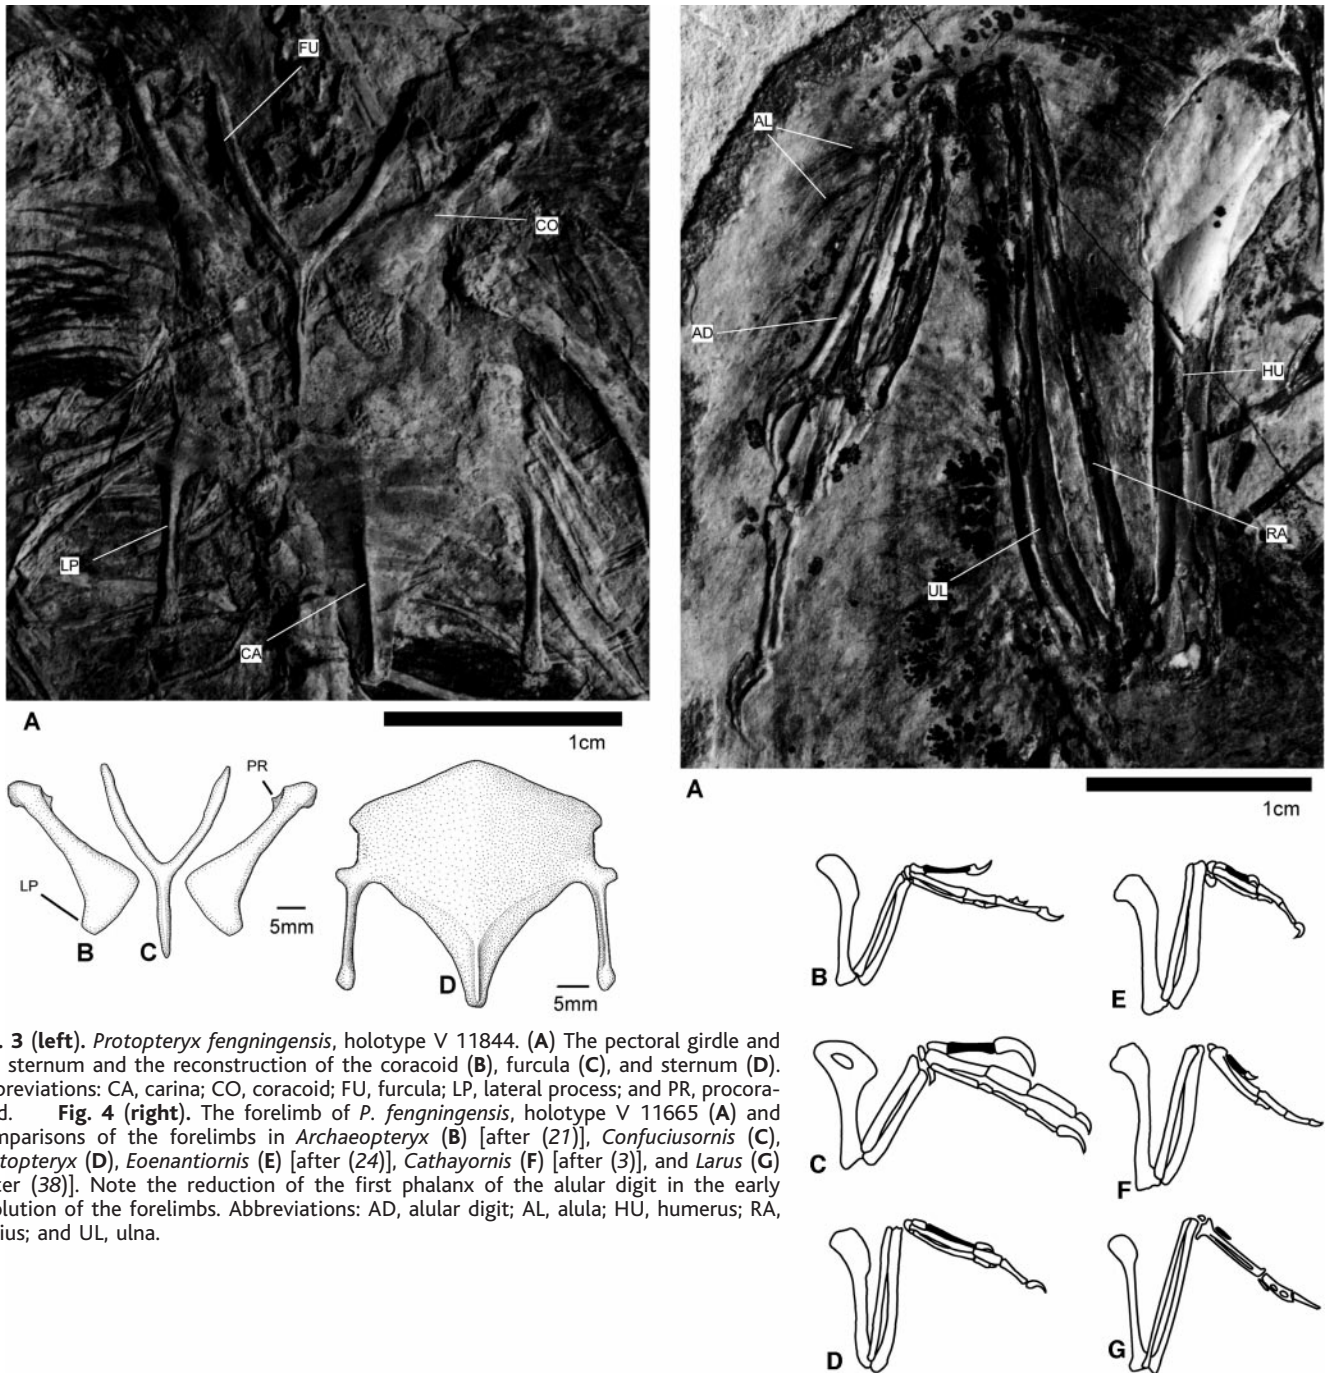 FU
CO
LP
CA
A
1cm
PR
LP
B
C
5mm
D
5mm
AL
AD
HU
RA
UL
A
1cm
B
E
C
F
D
G
. 3 (left). Protopteryx fengningensis, holotype V 11844. (A) The pectoral girdle and
sternum and the reconstruction of the coracoid (B), furcula (C), and sternum (D).
breviations: CA, carina; CO, coracoid; FU, furcula; LP, lateral process; and PR, procora-
d. Fig. 4 (right). The forelimb of P. fengningensis, holotype V 11665 (A) and
mparisons of the forelimbs in Archaeopteryx (B) [after (21)], Confuciusornis (C),
topteryx (D), Eoenantiornis (E) [after (24)], Cathayornis (F) [after (3)], and Larus (G)
ter (38)]. Note the reduction of the first phalanx of the alular digit in the early
olution of the forelimbs. Abbreviations: AD, alular digit; AL, alula; HU, humerus; RA,
ius; and UL, ulna.